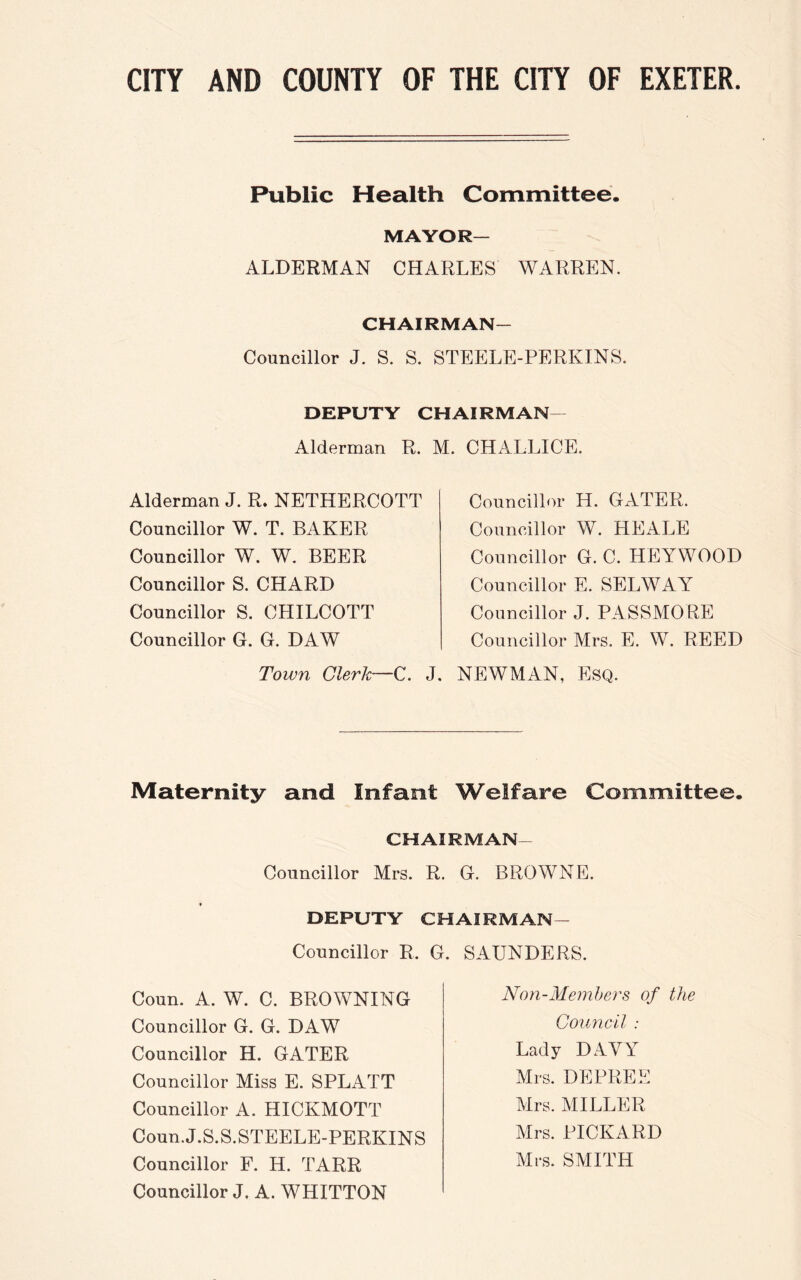 CITY AND COUNTY OF THE CITY OF EXETER.
Public Health Committee.
MAYOR—
ALDERMAN CHARLES WARREN.
CHAIRMAN—
Councillor J. S. S. STEELE-PERKINS.
DEPUTY CHAIRMAN—
Alderman R. M. CHALLICE.
Alderman J. R. NETHERCOTT
Councillor W. T. BAKER
Councillor W. W. BEER
Councillor S. CHARD
Councillor S. CHILCOTT
Councillor G. G. DAW
Councillor H. GATER.
Councillor W. HEALE
Councillor G. C. HEYWOOD
Councillor E. SELWAY
Councillor J. PASSMORE
Councillor Mrs. E. W. REED
Town Clerk—C. J. NEWMAN, ESQ.
Maternity and Infant Welfare Committee.
CHAIRMAN—
Councillor Mrs. R. G. BROWNE.
DEPUTY CHAIRMAN—
Councillor R. G. SAUNDERS.
Coun. A. W. C. BROWNING
Councillor G. G. DAW
Councillor H. GATER
Councillor Miss E. SPLATT
Councillor A. HICKMOTT
Coun.J.S.S.STEELE-PERKINS
Councillor F. H. TARR
Councillor J. A. WHITTON
Non-Members of the
Council :
Lady DAVY
Mrs. DEPREE
Mrs. MILLER
Mrs. PICKARD
Mrs. SMITH